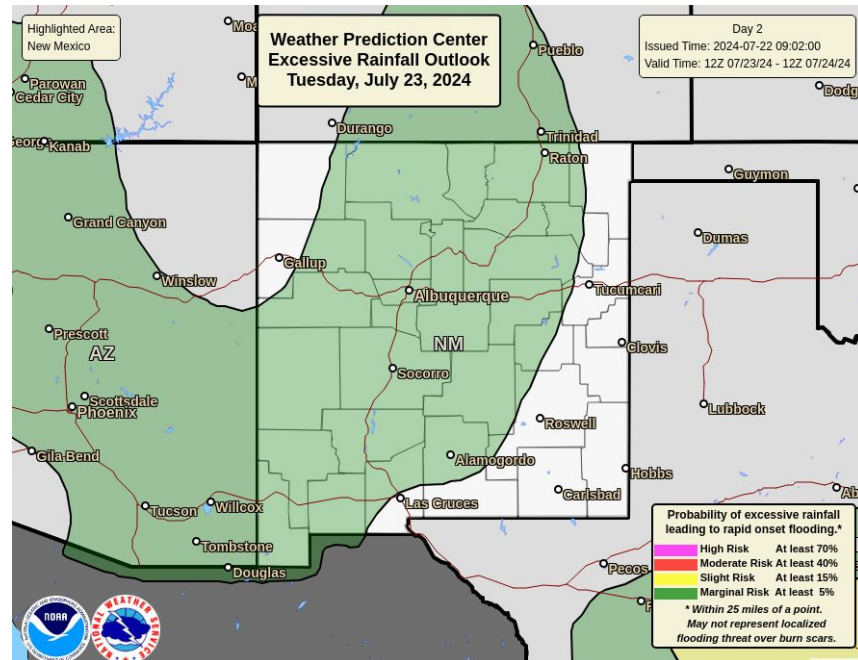 Highlighted Area:
New Mexico
Weather Prediction Center
Excessive Rainfall Outlook
Tuesday, July 23, 2024
Day 2
Issued Time: 2024-07-22 09:02:00
Valid Time: 12Z 07/23/24 - 12Z 07/24/24
Pueblo
Parowan
Cedar City
Dodg
Durango
Trinidad
Kanab
Raton
Guymon
Grand Canyon
Dumas
Gallup
Winslow
Albuquerque
Tucumcari
Prescott
AZ
NM
Clovis
Socorro
Scottsdale
Phoenix
Lubbock
Roswell
Gila Bend
Alamogordo
Hobbs
Carlsbad
Ab
Tucson
Willcox
Las Cruces
Tombstone
Douglas
Pecos
Probability of excessive rainfall
leading to rapid onset flooding.*
High Risk At least 70%
Moderate Risk At least 40%
Slight Risk At least 15%
Marginal Risk At least 5%
* Within 25 miles of a point.
May not represent localized
flooding threat over burn scars.
NOAA
NATIONAL WEATHER SERVICE